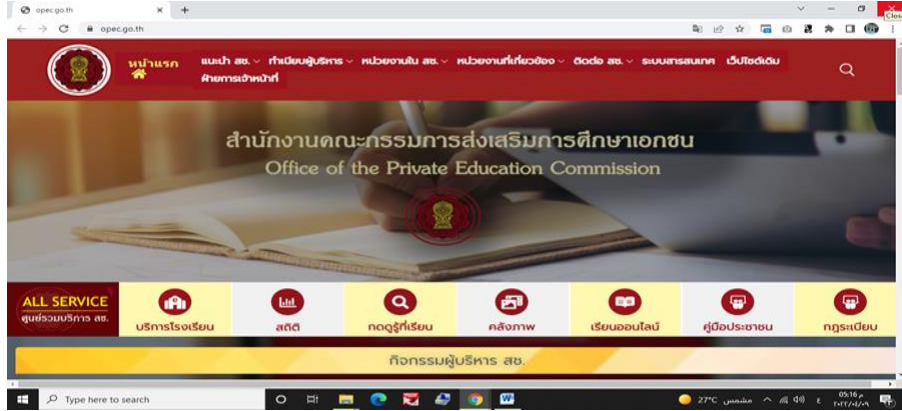 opec.go.th
Close
opec.go.th
หน้าแรก
แนะนำ สช. ทำเนียบผู้บริหาร หน่วยงานใน สช. หน่วยงานที่เกี่ยวข้อง ติดต่อ สช. ระบบสารสนเทศ เว็บไซต์เดิม
ฝ่ายการเจ้าหน้าที่
สำนักงานคณะกรรมการส่งเสริมการศึกษาเอกชน
Office of the Private Education Commission
ALL SERVICE
ศูนย์รวมบริการ สช.
บริการโรงเรียน
สถิติ
กดดูรู้ที่เรียน
คลังภาพ
เรียนออนไลน์
คู่มือประชาชน
กฎระเบียบ
กิจกรรมผู้บริหาร สช.
Type here to search
27°C مشمس
ع
05:16 م
٢٠٢٢/٠٤/٠٩